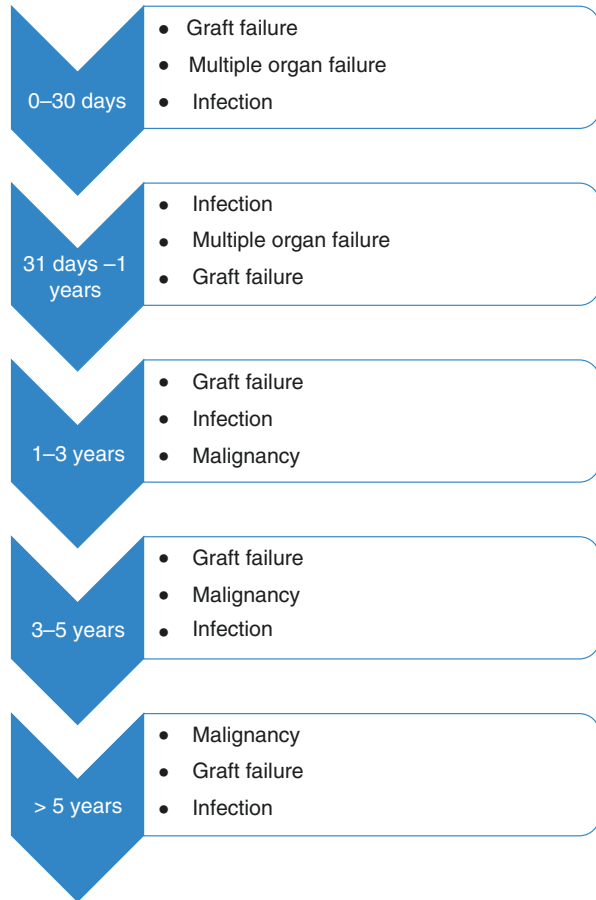 0–30 days
• Graft failure
• Multiple organ failure
• Infection
31 days –1
years
• Infection
• Multiple organ failure
• Graft failure
1–3 years
• Graft failure
• Infection
• Malignancy
3–5 years
• Graft failure
• Malignancy
• Infection
> 5 years
• Malignancy
• Graft failure
• Infection